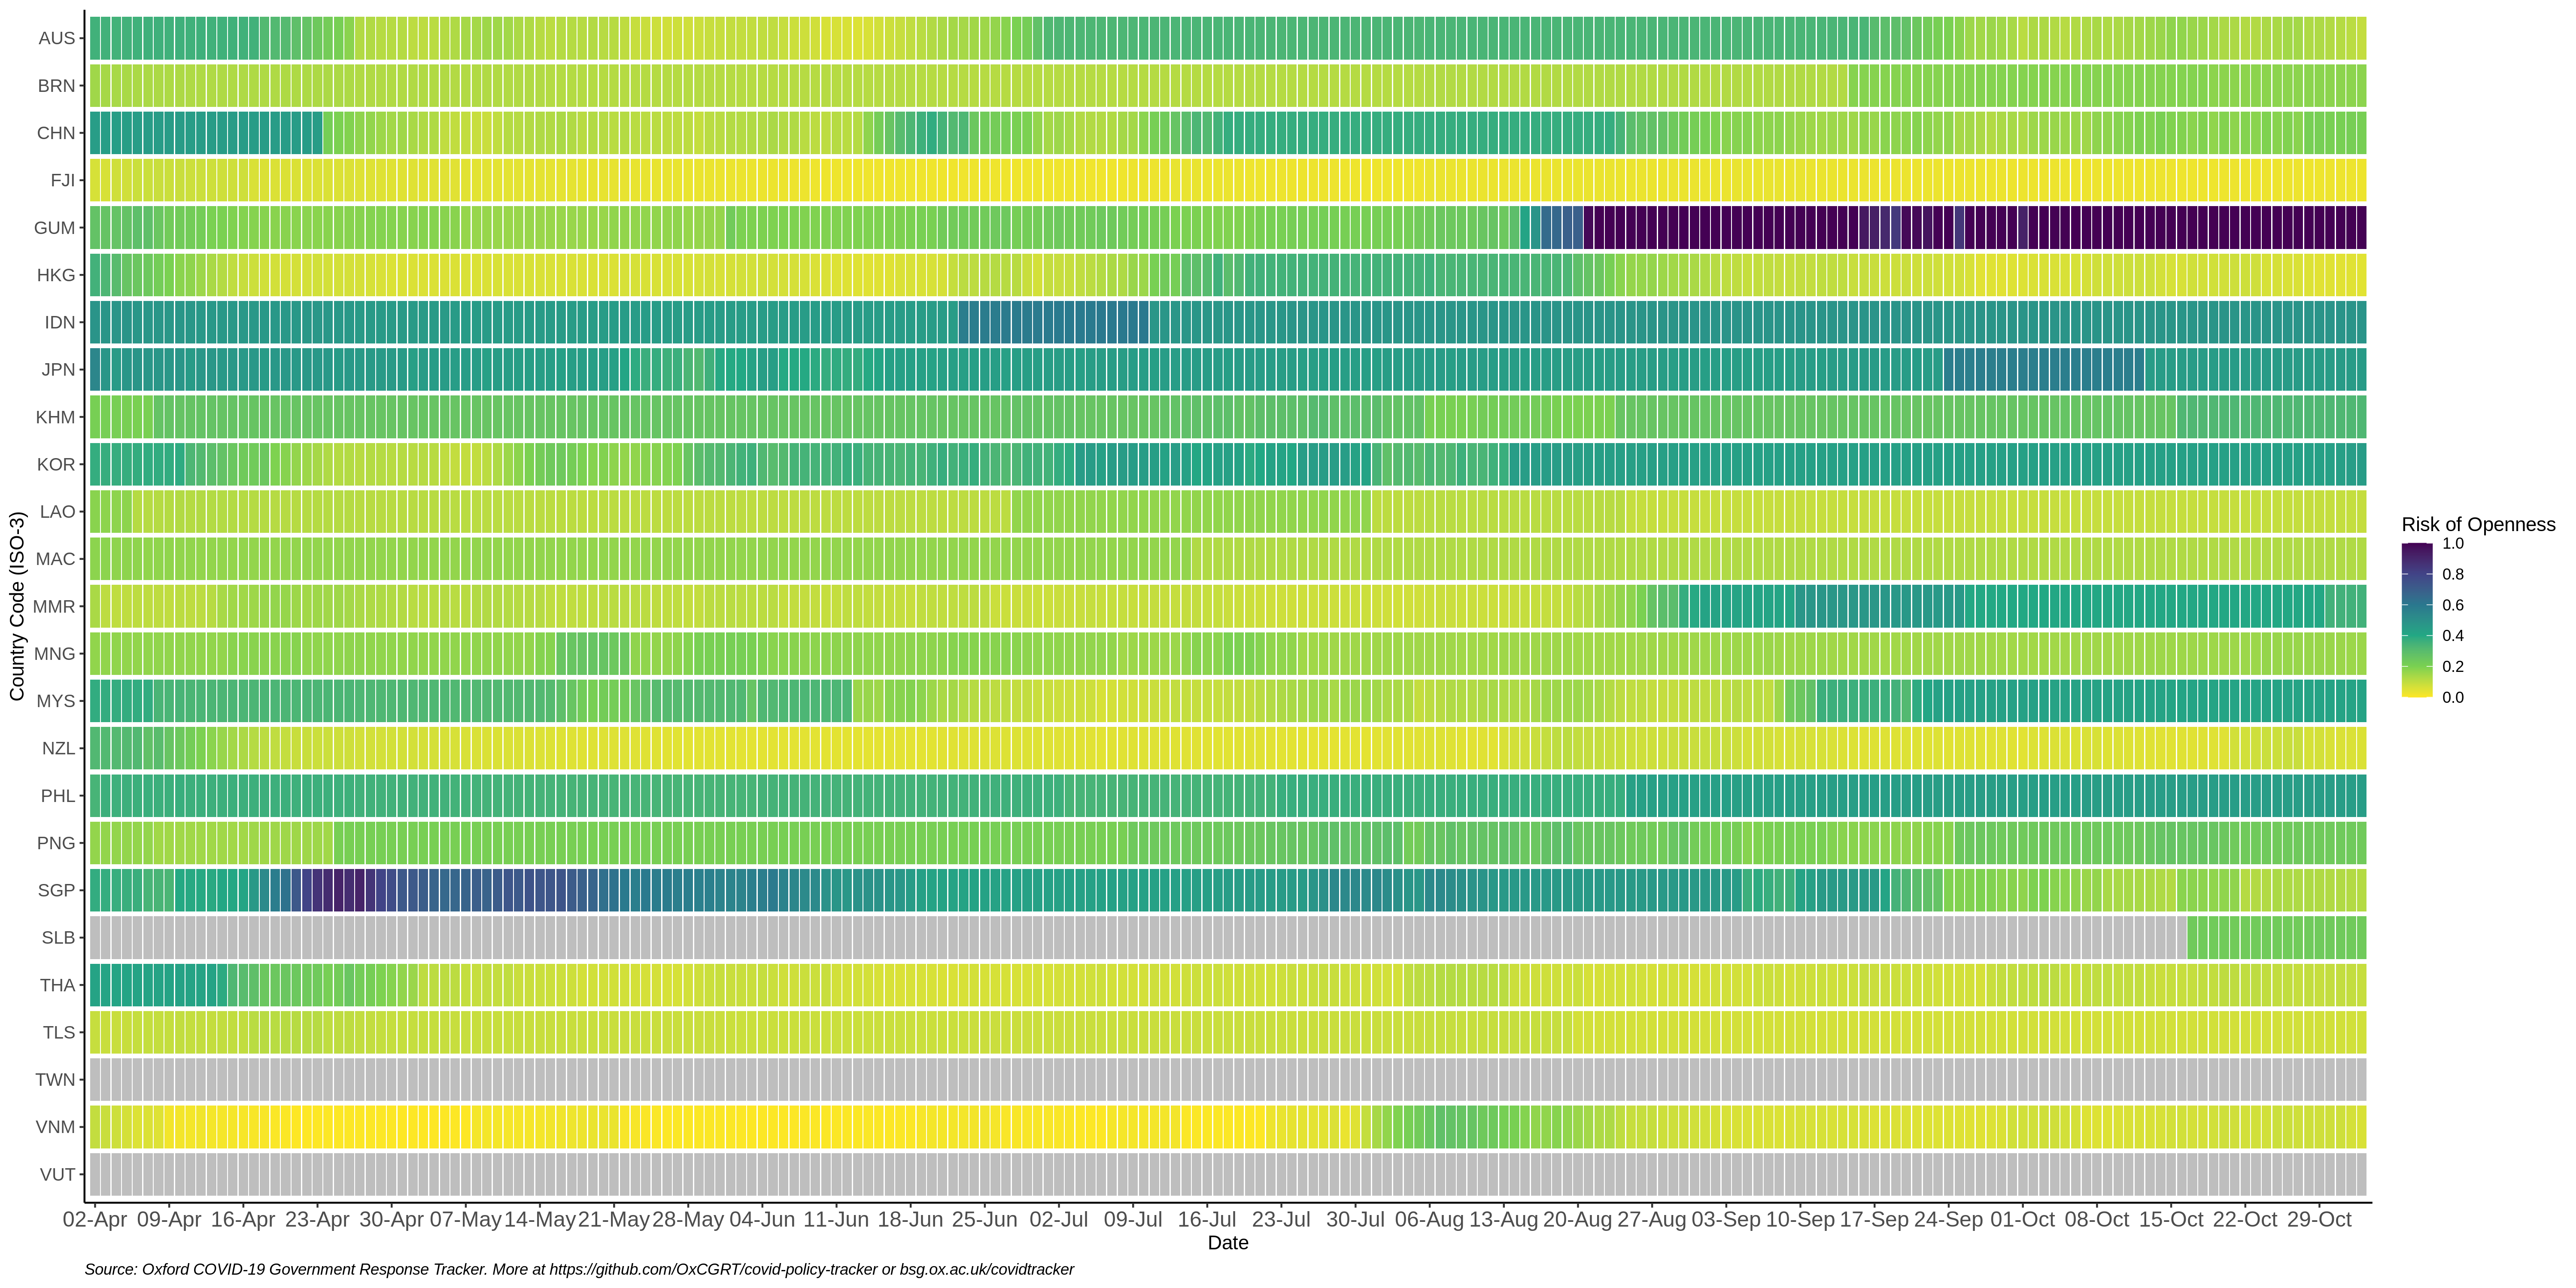 AUS
BRN
CHN
FJI
GUM
HKG
IDN
JPN
KHM
KOR
LAO
MAC
MMR
MNG
MYS
NZL
PHL
PNG
SGP
SLB
THA
TLS
TWN
VNM
VUT
Country Code (ISO-3)
02-Apr 09-Apr 16-Apr 23-Apr 30-Apr 07-May 14-May 21-May 28-May 04-Jun 11-Jun 18-Jun 25-Jun 02-Jul 09-Jul 16-Jul 23-Jul 30-Jul 06-Aug 13-Aug 20-Aug 27-Aug 03-Sep 10-Sep 17-Sep 24-Sep 01-Oct 08-Oct 15-Oct 22-Oct 29-Oct
Date
Risk of Openness
1.0
0.8
0.6
0.4
0.2
0.0
Source: Oxford COVID-19 Government Response Tracker. More at https://github.com/OxCGRT/covid-policy-tracker or bsg.ox.ac.uk/covidtracker